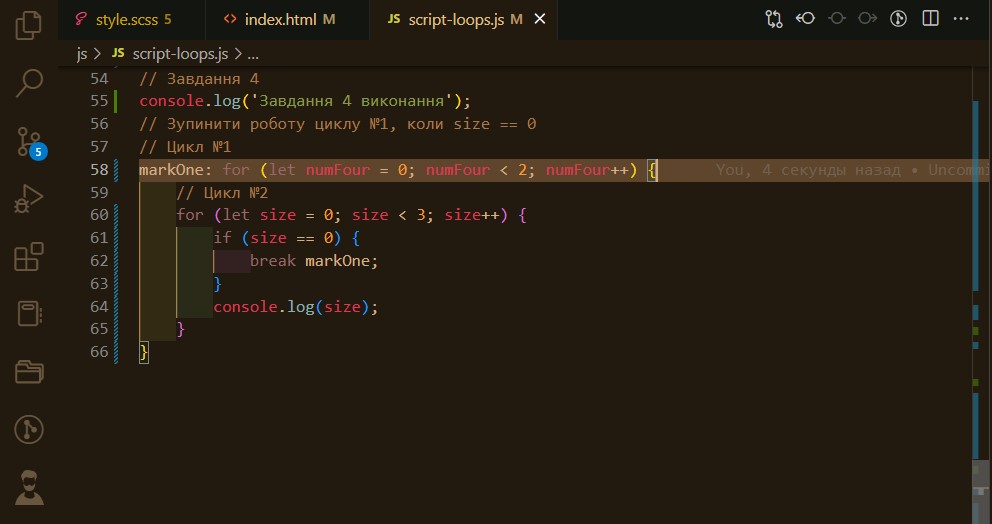 style.scss 5 index.html M JS script-loops.js M
js > JS script-loops.js > ...
54 // Завдання 4
55 console.log('Завдання 4 виконання');
56 // Зупинити роботу циклу №1, коли size == 0
57 // Цикл №1
58 markOne: for (let numFour = 0; numFour < 2; numFour++) { You, 4 секунды назад • Uncommi
59 // Цикл №2
60 for (let size = 0; size < 3; size++) {
61 if (size == 0) {
62 break markOne;
63 }
64 console.log(size);
65 }
66 }
5